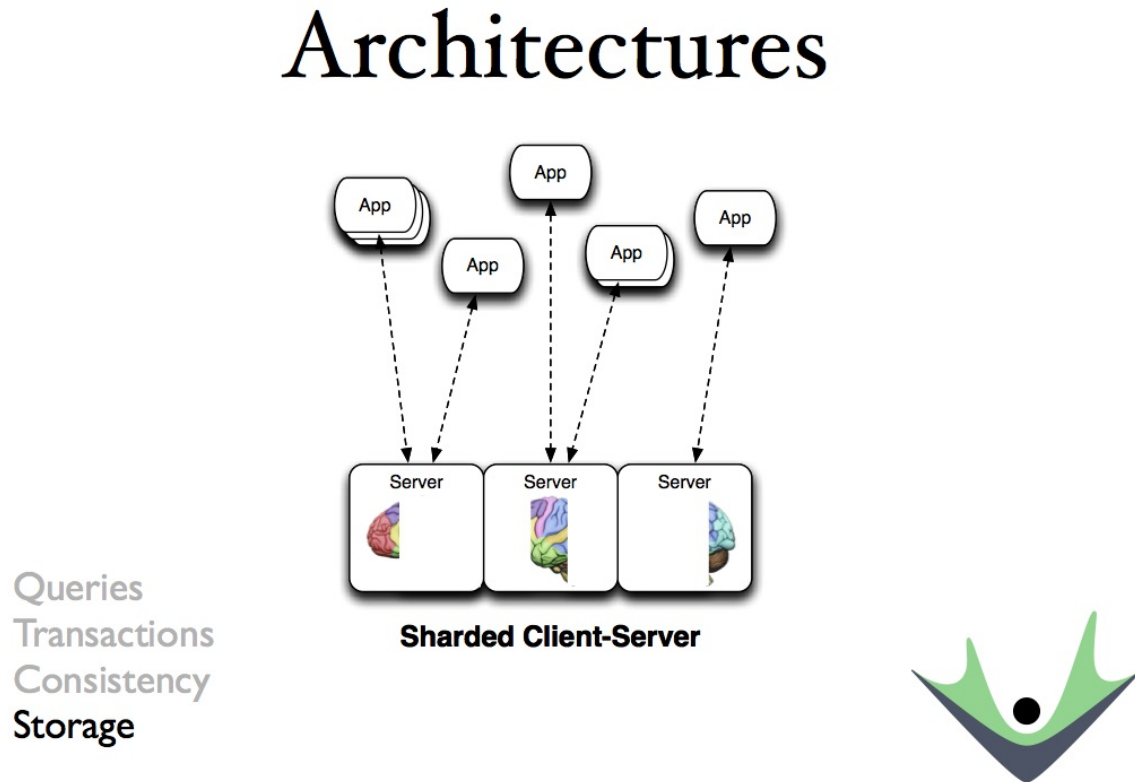 Architectures
App
App
App
App
App
Server
Server
Server
Sharded Client-Server
Queries
Transactions
Consistency
Storage